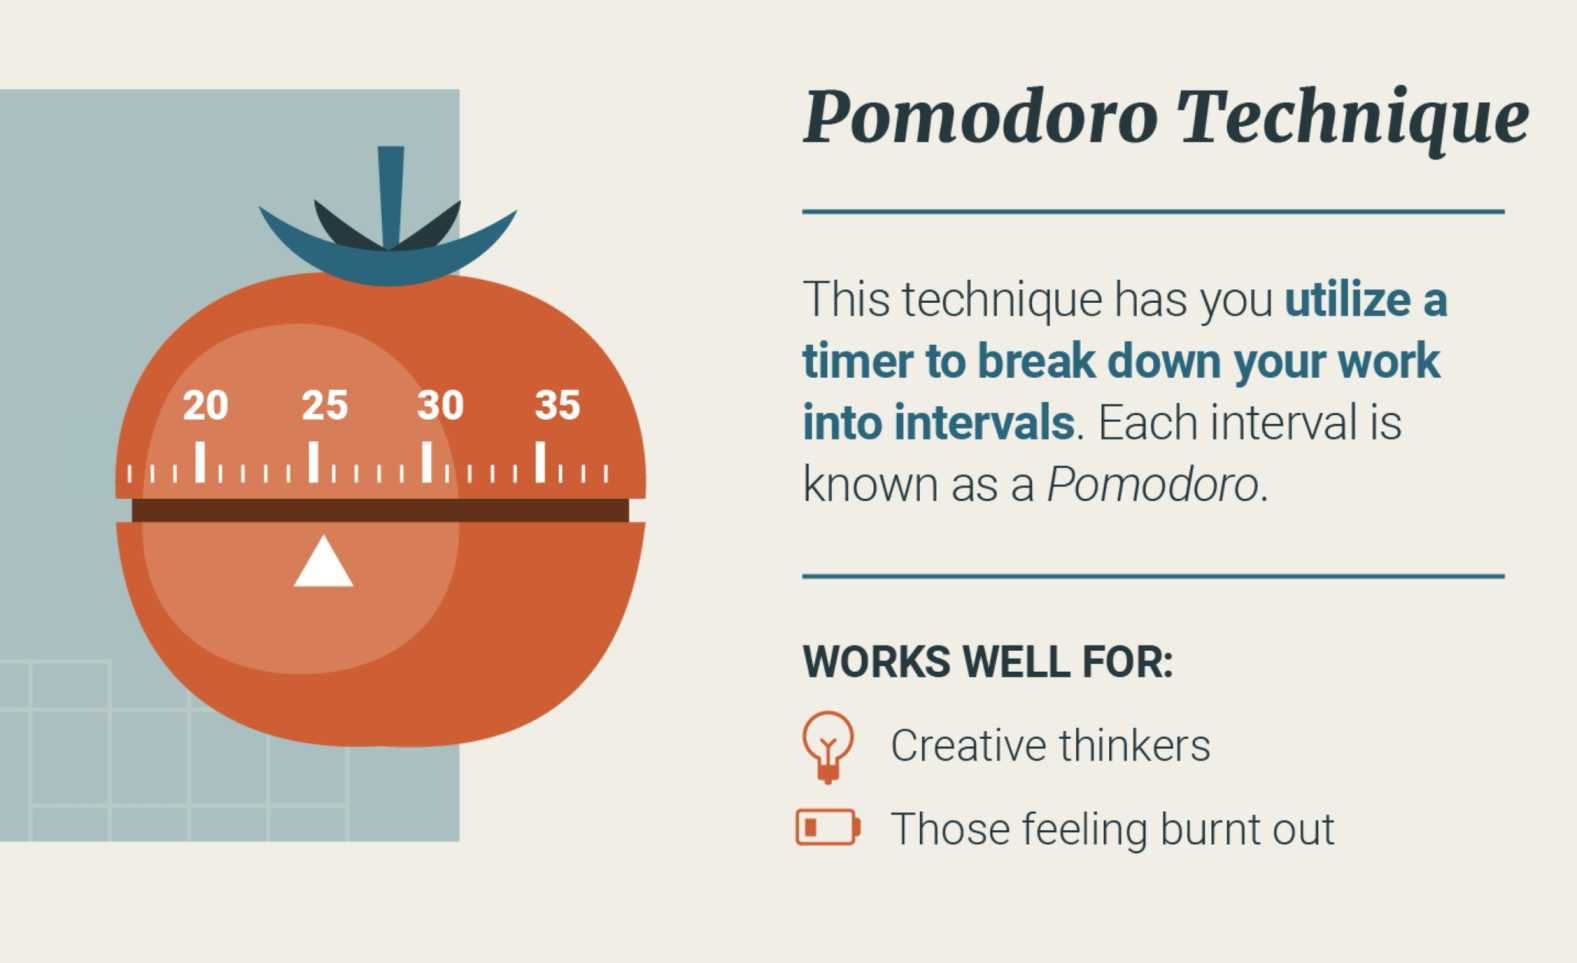 Pomodoro Technique
This technique has you utilize a
timer to break down your work
into intervals. Each interval is
known as a Pomodoro.
20 25 30 35
WORKS WELL FOR:
Creative thinkers
Those feeling burnt out